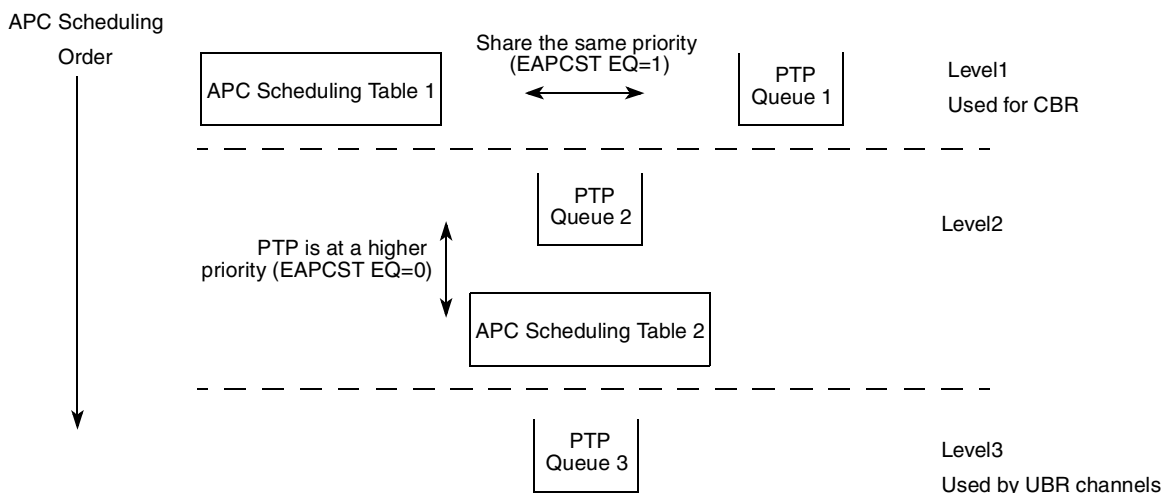 APC Scheduling
Order
Share the same priority
(EAPCST EQ=1)
APC Scheduling Table 1
PTP
Queue 1
Level1
Used for CBR
PTP
Queue 2
Level2
PTP is at a higher
priority (EAPCST EQ=0)
APC Scheduling Table 2
PTP
Queue 3
Level3
Used by UBR channels